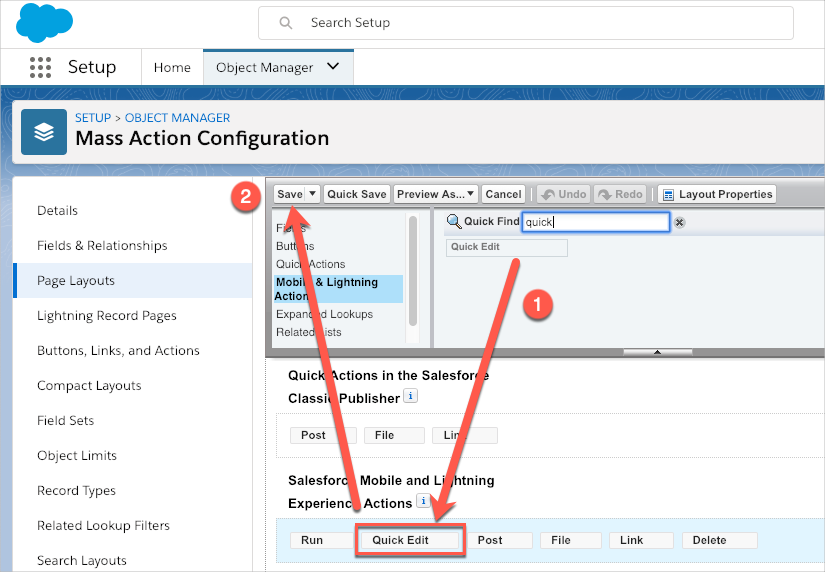 Search Setup
Setup
Home
Object Manager
SETUP > OBJECT MANAGER
Mass Action Configuration
Details
Fields & Relationships
Page Layouts
Lightning Record Pages
Buttons, Links, and Actions
Compact Layouts
Field Sets
Object Limits
Record Types
Related Lookup Filters
Search Layouts
2
Save
Quick Save
Preview As...
Cancel
Undo
Redo
Layout Properties
Fields
Buttons
Quick Actions
Mobile & Lightning
Actions
Expanded Lookups
Related Lists
Quick Find
quick
Quick Edit
1
Quick Actions in the Salesforce
Classic Publisher
i
Post
File
Link
Salesforce Mobile and Lightning
Experience Actions
i
Run
Quick Edit
Post
File
Link
Delete